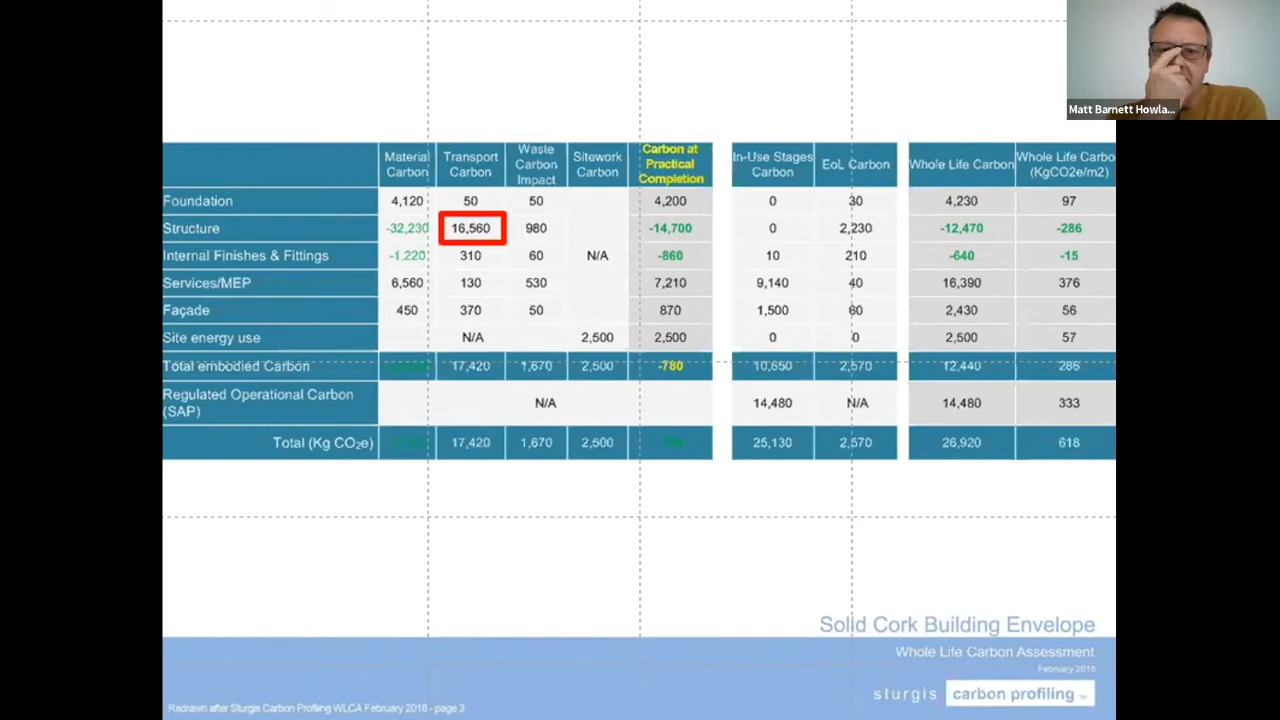 Matt Barnett Howla...
Material Carbon Transport Carbon Waste Carbon Impact Sitework Carbon Carbon at Practical Completion In-Use Stages Carbon EoL Carbon Whole Life Carbon Whole Life Carbo (KgCO2e/m2)
Foundation 4,120 50 50 4,200 0 30 4,230 97
Structure -32,230 16,560 980 -14,700 0 2,230 -12,470 -286
Internal Finishes & Fittings -1,220 310 60 N/A -860 10 210 -640 -15
Services/MEP 6,560 130 530 7,210 9,140 40 16,390 376
Façade 450 370 50 870 1,500 60 2,430 56
Site energy use N/A 2,500 2,500 0 0 2,500 57
Total embodied Carbon 17,420 1,670 2,500 -780 10,650 2,570 12,440 286
Regulated Operational Carbon (SAP) N/A 14,480 N/A 14,480 333
Total (Kg CO2e) 17,420 1,670 2,500 25,130 2,570 26,920 618
Solid Cork Building Envelope
Whole Life Carbon Assessment
February 2018
sturgis carbon profiling
Redrawn after Sturgis Carbon Profiling WLCA February 2018 - page 3